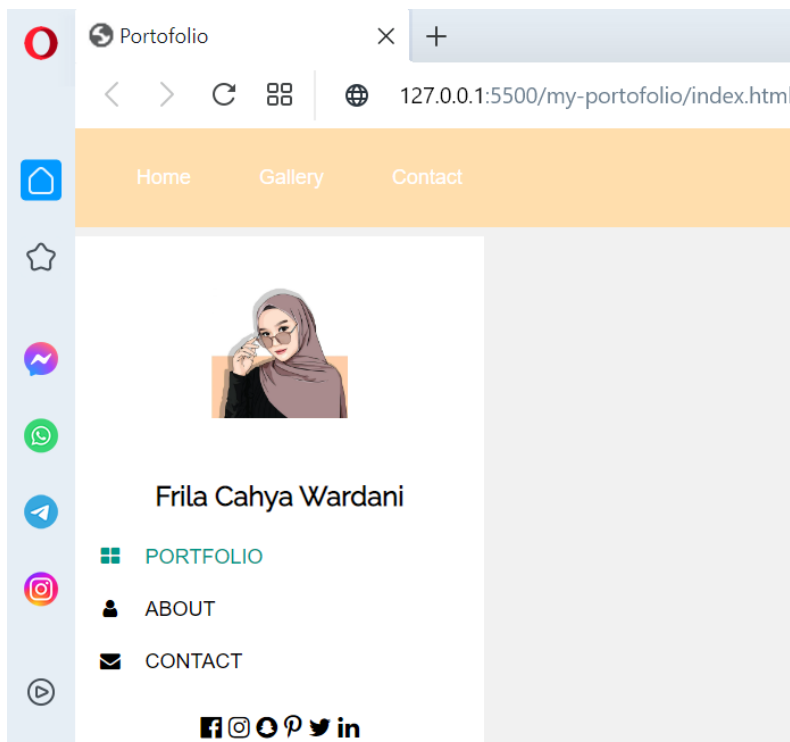 Portofolio
127.0.0.1:5500/my-portofolio/index.html
Home Gallery Contact
Frila Cahya Wardani
PORTFOLIO
ABOUT
CONTACT